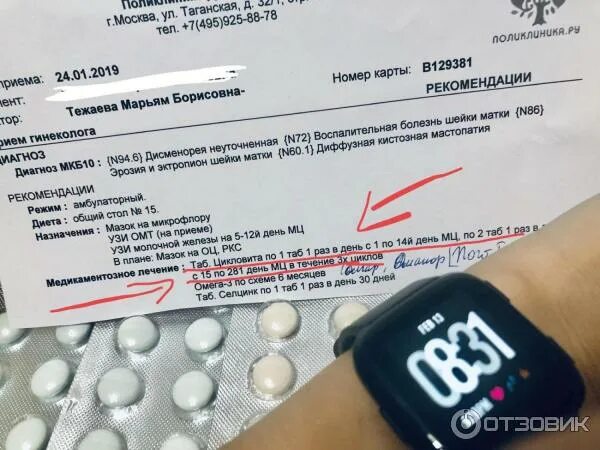 Поликлиника
г.Москва, ул. Таганская, д. 32/
тел. +7(495)925-88-78
ПОЛИКЛИНИКА.РУ
приема: 24.01.2019
Номер карты: B129381
РЕКОМЕНДАЦИИ
Тежаева Марьям Борисовна-
прием гинеколога
ДИАГНОЗ
Диагноз МКБ10 : {N94.6} Дисменорея неуточненная {N72} Воспалительная болезнь шейки матки {N86}
Эрозия и эктропион шейки матки {N60.1} Диффузная кистозная мастопатия
РЕКОМЕНДАЦИИ
Режим : амбулаторный.
Диета : общий стол № 15.
Назначения : Мазок на микрофлору
УЗИ ОМТ (на приеме)
УЗИ молочной железы на 5-12й день МЦ
В плане: Мазок на ОЦ, РКС
Медикаментозное лечение : Таб. Цикловита по 1 таб 1 раз в день с 1 по 14й день МЦ, по 2 таб 1 раз в
с 15 по 281 день МЦ в течение 3х циклов
Омега-3 по схеме 6 месяцев
Таб. Селцинк по 1 таб 1 раз в день 30 дней
FEB 13
08:31
ОТЗОВИК